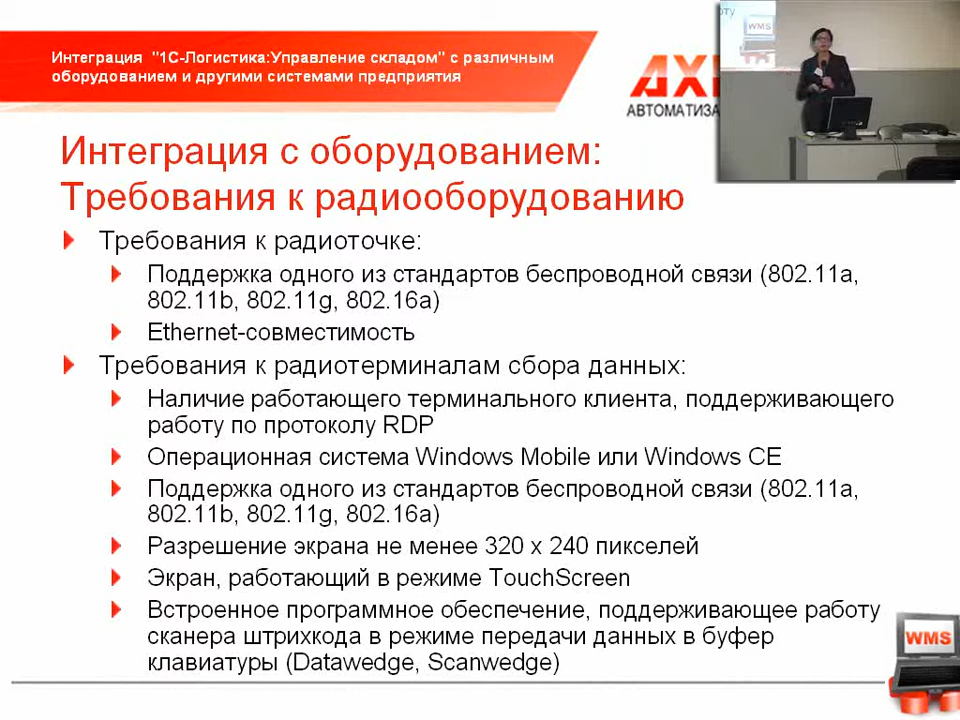 Интеграция "1С-Логистика:Управление складом" с различным
оборудованием и другими системами предприятия
АВТОМАТИЗА
WMS
Интеграция с оборудованием:
Требования к радиооборудованию
Требования к радиоточке:
Поддержка одного из стандартов беспроводной связи (802.11a,
802.11b, 802.11g, 802.16a)
Ethernet-совместимость
Требования к радиотерминалам сбора данных:
Наличие работающего терминального клиента, поддерживающего
работу по протоколу RDP
Операционная система Windows Mobile или Windows CE
Поддержка одного из стандартов беспроводной связи (802.11a,
802.11b, 802.11g, 802.16a)
Разрешение экрана не менее 320 x 240 пикселей
Экран, работающий в режиме TouchScreen
Встроенное программное обеспечение, поддерживающее работу
сканера штрихкода в режиме передачи данных в буфер
клавиатуры (Datawedge, Scanwedge)
WMS